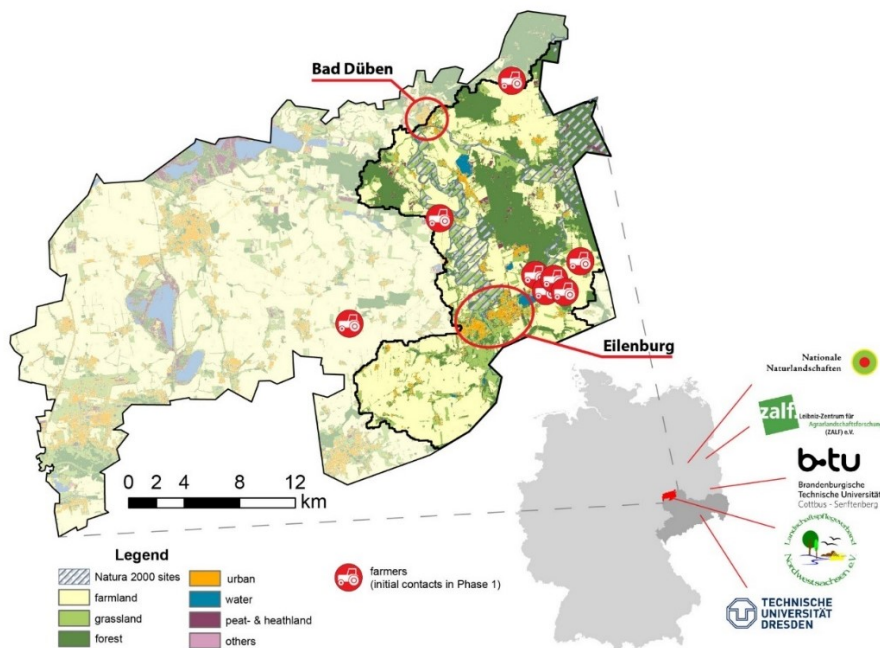 Bad Düben
Eilenburg
0 2 4 8 12
km
Legend
Natura 2000 sites
farmland
grassland
forest
urban
water
peat- & heathland
others
farmers
(initial contacts in Phase 1)
Nationale
Naturlandschaften
zalf.
Leibniz-Zentrum für
Agrarlandschaftsforschung
(ZALF) e.V.
b-tu
Brandenburgische
Technische Universität
Cottbus - Senftenberg
Landschaftspflegeverband
Nordwestsachsen e.V.
TECHNISCHE
UNIVERSITÄT
DRESDEN